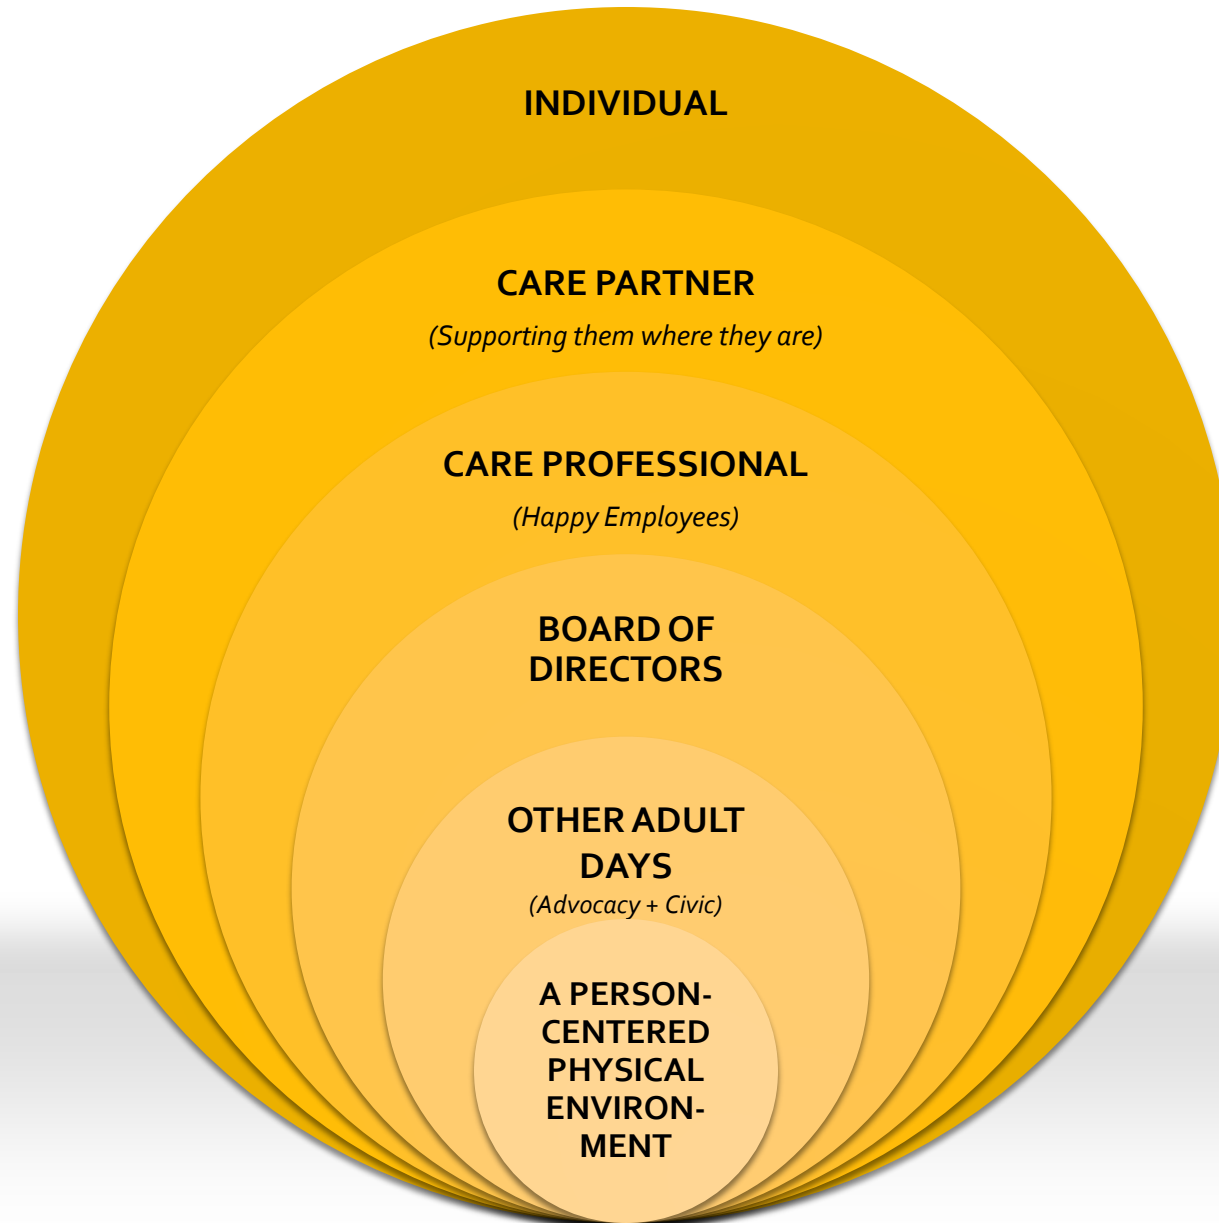 INDIVIDUAL
CARE PARTNER
(Supporting them where they are)
CARE PROFESSIONAL
(Happy Employees)
BOARD OF
DIRECTORS
OTHER ADULT
DAYS
(Advocacy + Civic)
A PERSON-
CENTERED
PHYSICAL
ENVIRON-
MENT